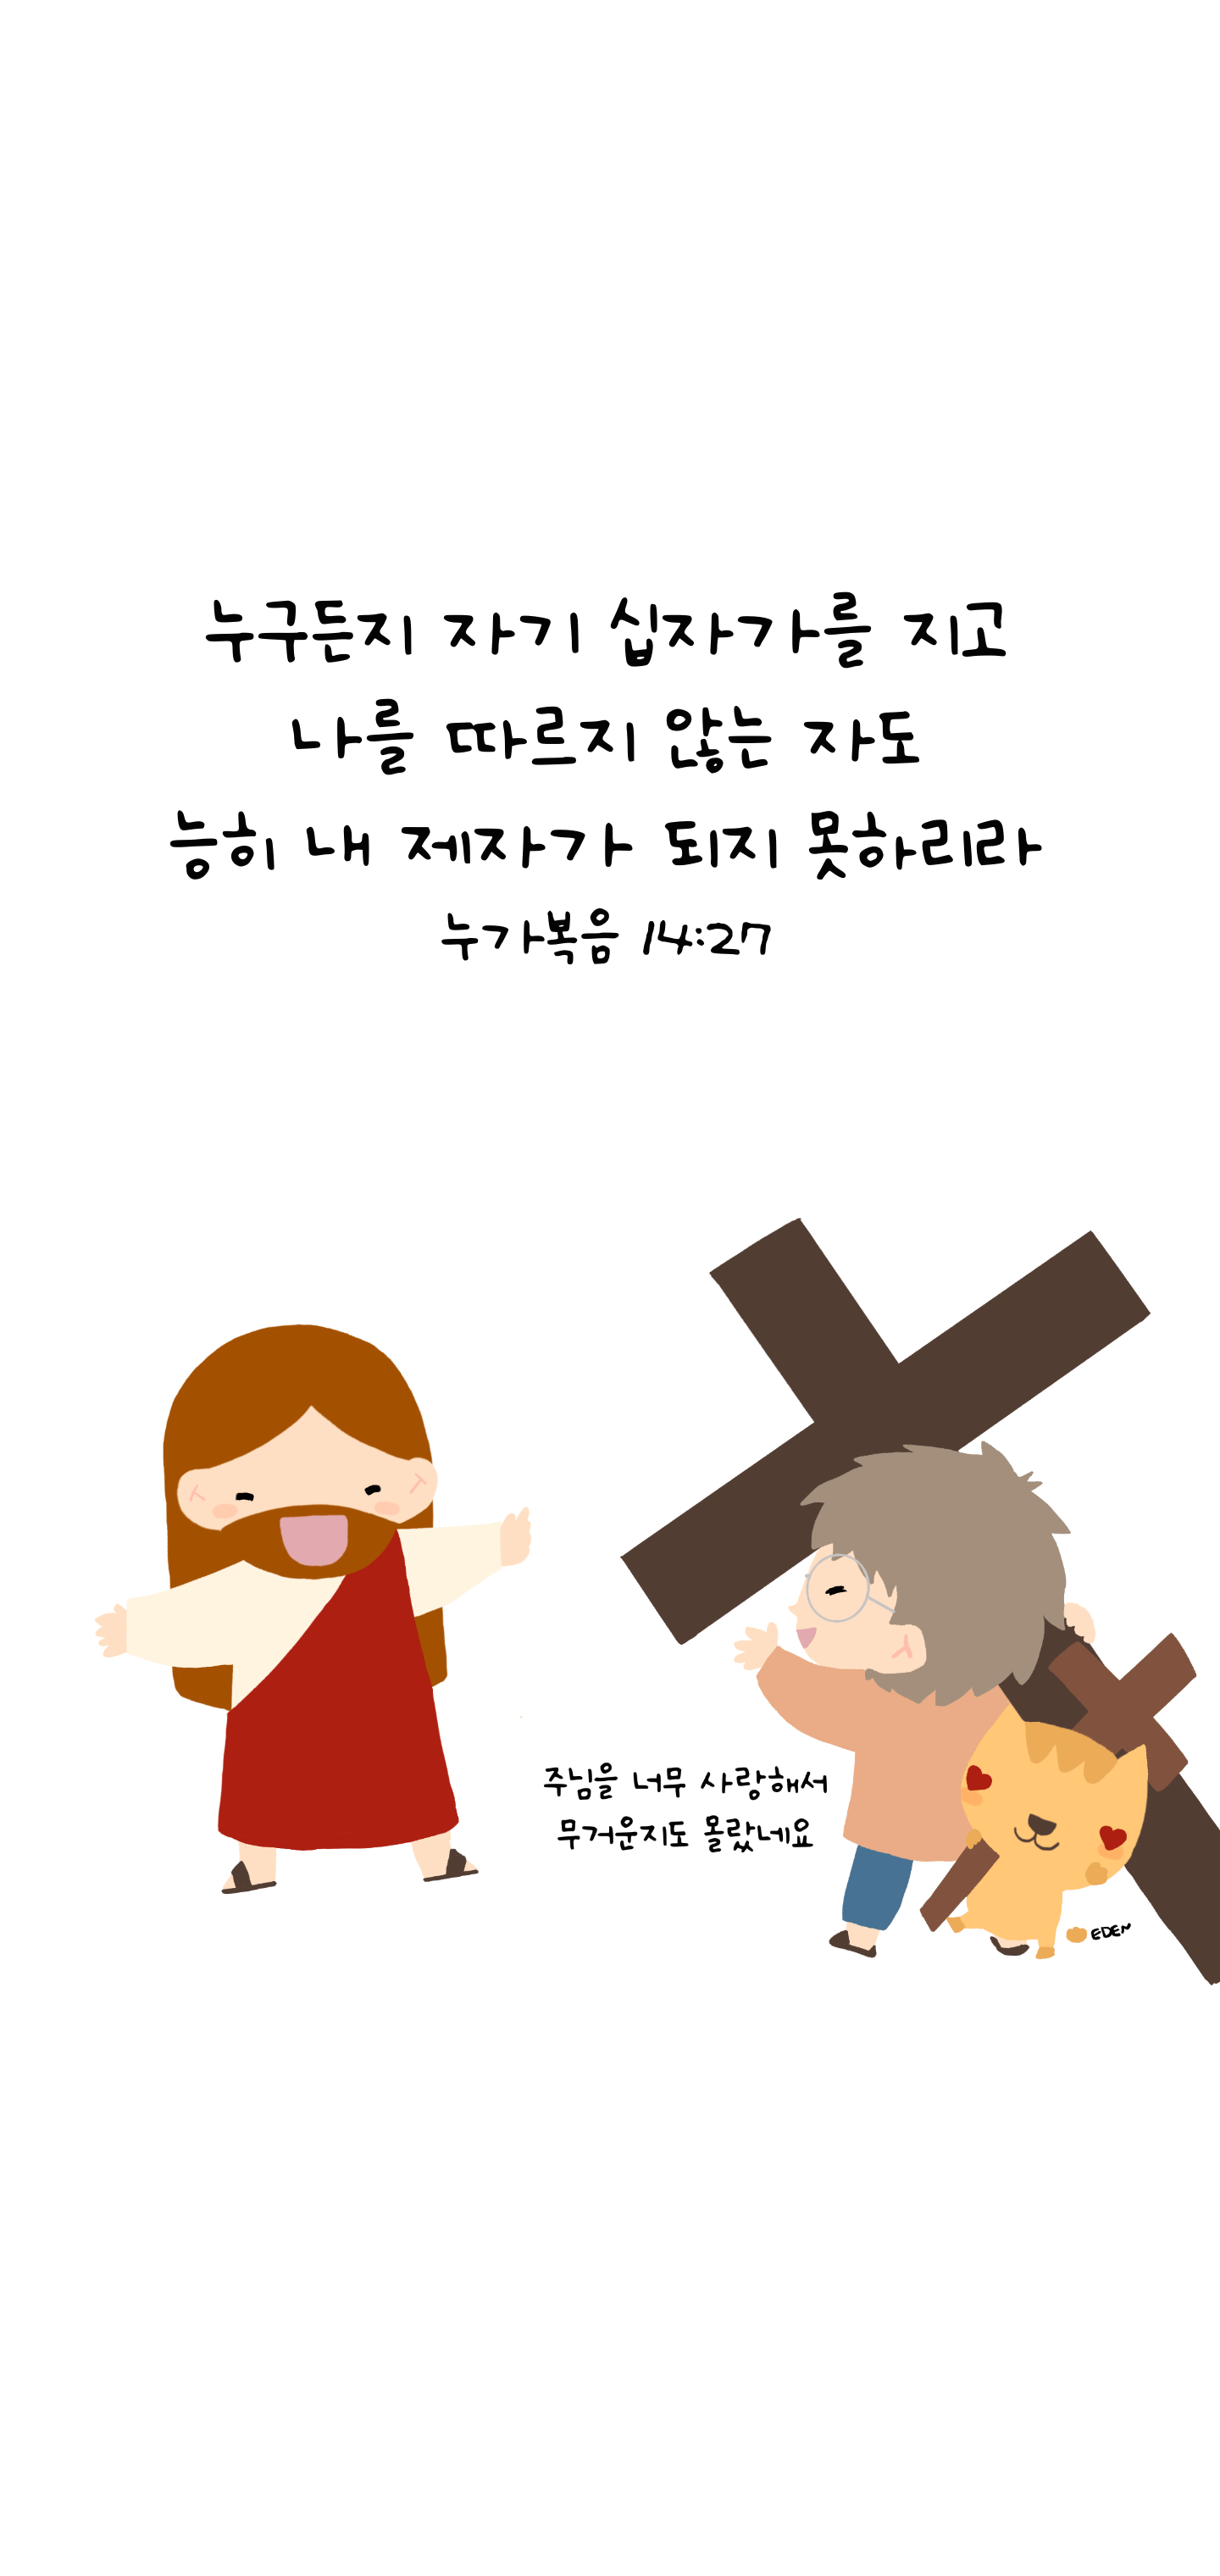 누구든지 자기 십자가를 지고
나를 따르지 않는 자도
능히 내 제자가 되지 못하리라
누가복음 14:27
주님을 너무 사랑해서
무거운지도 몰랐네요
EDEN